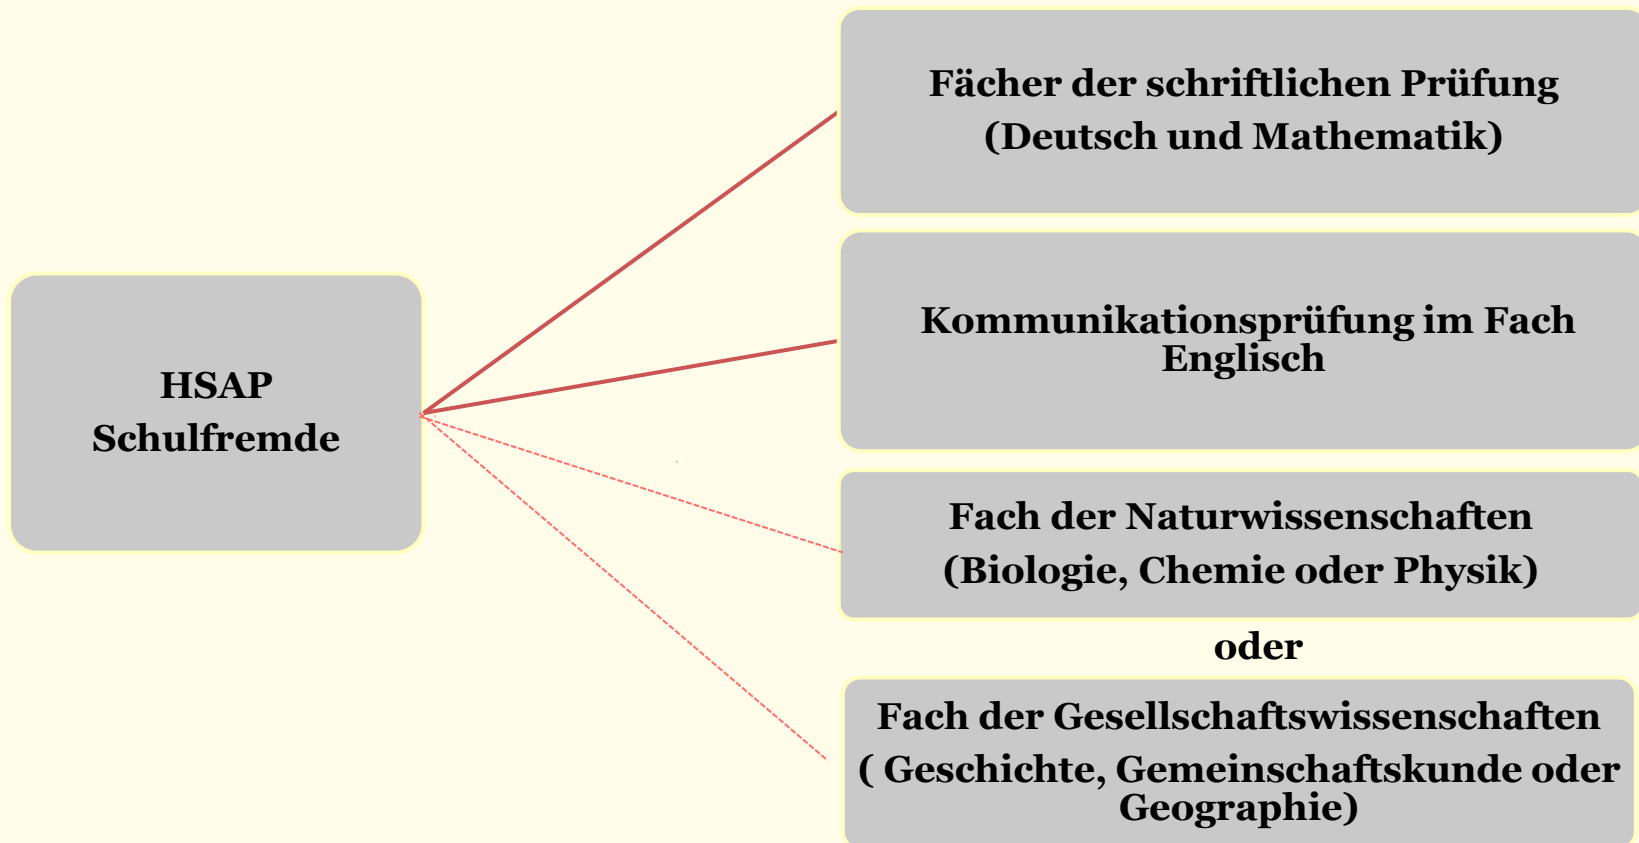 Fächer der schriftlichen Prüfung
(Deutsch und Mathematik)
Kommunikationsprüfung im Fach
Englisch
HSAP
Schulfremde
Fach der Naturwissenschaften
(Biologie, Chemie oder Physik)
oder
Fach der Gesellschaftswissenschaften
( Geschichte, Gemeinschaftskunde oder
Geographie)